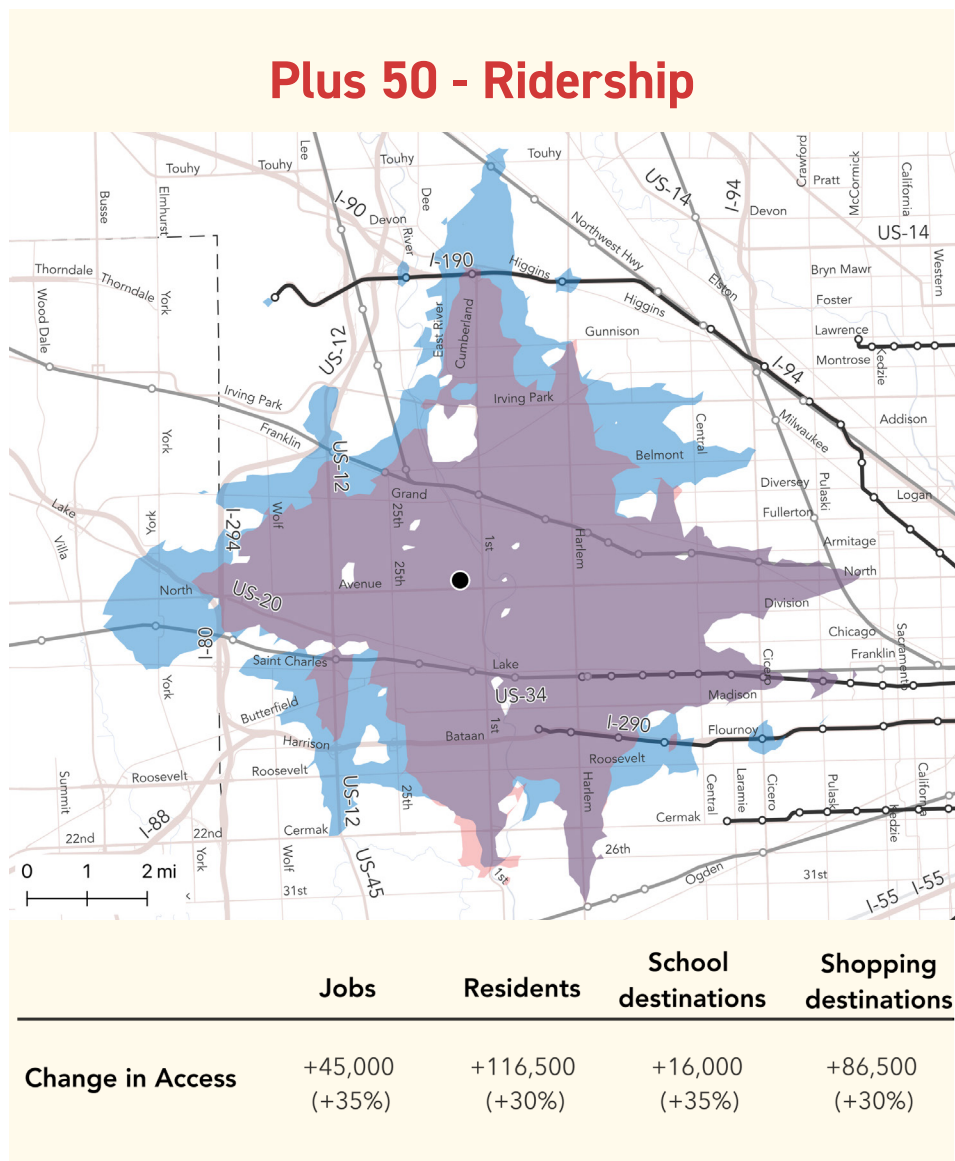 Plus 50 - Ridership
Touhy
Touhy
Touhy
Touhy
Lee
Busse
Elmhurst
I-90
Devon
River
Dee
US-14
I-94
Devon
Crawford
Pratt
McCormick
California
US-14
Northwest Hwy
Thorndale
Thorndale
York
Wood Dale
I-190
Higgins
Higgins
Elston
Bryn Mawr
Foster
Western
Lawrence
Montrose
Kedzie
I-94
US-12
East River
Cumberland
Gunnison
Irving Park
Franklin
Irving Park
Central
Belmont
Milwaukee
Addison
York
US-12
Grand
25th
Diversey
Pulaski
Logan
Fullerton
Lake
Villa
York
I-294
Wolf
1st
Harlem
Armitage
North
North
US-20
Avenue
25th
Division
Chicago
Sacramento
Franklin
I-80
Saint Charles
Lake
US-34
Cicero
Madison
York
Butterfield
Harrison
Bataan
1st
I-290
Flournoy
Roosevelt
Roosevelt
Roosevelt
Summit
US-12
25th
Harlem
Central
Laramie
Cicero
Pulask
Kedzie
California
22nd
I-88
22nd
York
Cermak
Wolf
Cermak
26th
US-45
1st
Ogden
31st
31st
I-55
I-55
0 1 2 mi
Jobs Residents School destinations Shopping destinations
Change in Access +45,000 +116,500 +16,000 +86,500
(+35%) (+30%) (+35%) (+30%)